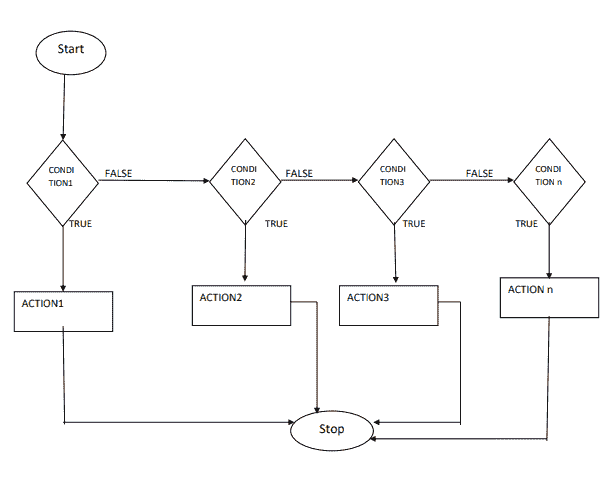 Start
CONDI
TION1
FALSE
CONDI
TION2
FALSE
CONDI
TION3
FALSE
CONDI
TION n
TRUE
TRUE
TRUE
TRUE
ACTION1
ACTION2
ACTION3
ACTION n
Stop